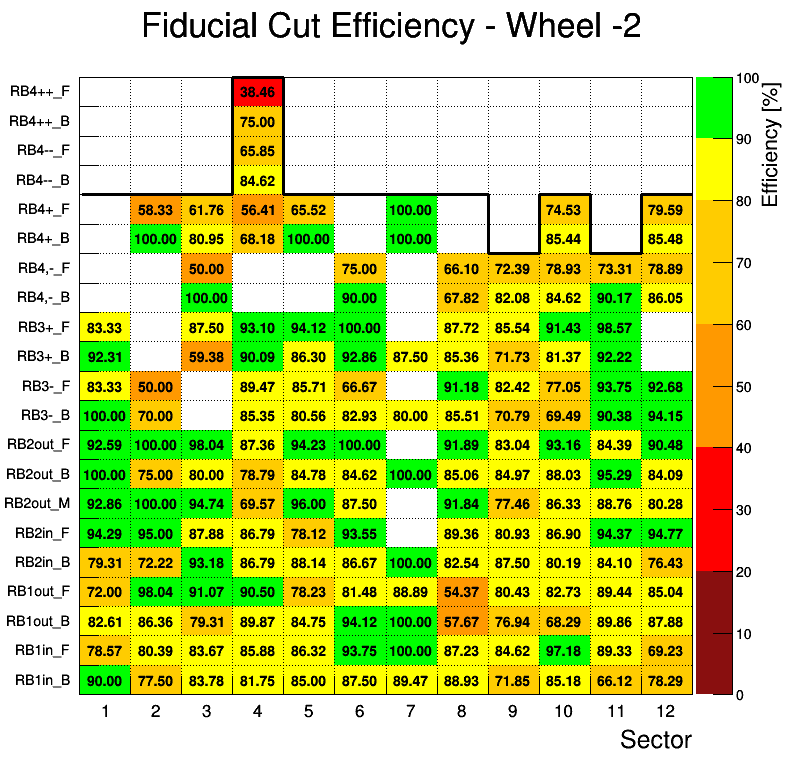 Fiducial Cut Efficiency - Wheel -2
RB4++_F 38.46
RB4++_B 75.00
RB4--_F 65.85
RB4--_B 84.62
RB4+_F 58.33 61.76 56.41 65.52 100.00 74.53 79.59
RB4+_B 100.00 80.95 68.18 100.00 100.00 85.44 85.48
RB4,-_F 50.00 75.00 66.10 72.39 78.93 73.31 78.89
RB4,-_B 100.00 90.00 67.82 82.08 84.62 90.17 86.05
RB3+_F 83.33 87.50 93.10 94.12 100.00 87.72 85.54 91.43 98.57
RB3+_B 92.31 59.38 90.09 86.30 92.86 87.50 85.36 71.73 81.37 92.22
RB3-_F 83.33 50.00 89.47 85.71 66.67 91.18 82.42 77.05 93.75 92.68
RB3-_B 100.00 70.00 85.35 80.56 82.93 80.00 85.51 70.79 69.49 90.38 94.15
RB2out_F 92.59 100.00 98.04 87.36 94.23 100.00 91.89 83.04 93.16 84.39 90.48
RB2out_B 100.00 75.00 80.00 78.79 84.78 84.62 100.00 85.06 84.97 88.03 95.29 84.09
RB2out_M 92.86 100.00 94.74 69.57 96.00 87.50 91.84 77.46 86.33 88.76 80.28
RB2in_F 94.29 95.00 87.88 86.79 78.12 93.55 89.36 80.93 86.90 94.37 94.77
RB2in_B 79.31 72.22 93.18 86.79 88.14 86.67 100.00 82.54 87.50 80.19 84.10 76.43
RB1out_F 72.00 98.04 91.07 90.50 78.23 81.48 88.89 54.37 80.43 82.73 89.44 85.04
RB1out_B 82.61 86.36 79.31 89.87 84.75 94.12 100.00 57.67 76.94 68.29 89.86 87.88
RB1in_F 78.57 80.39 83.67 85.88 86.32 93.75 100.00 87.23 84.62 97.18 89.33 69.23
RB1in_B 90.00 77.50 83.78 81.75 85.00 87.50 89.47 88.93 71.85 85.18 66.12 78.29
1 2 3 4 5 6 7 8 9 10 11 12
Sector
100
90
80
70
60
50
40
30
20
10
0
Efficiency [%]